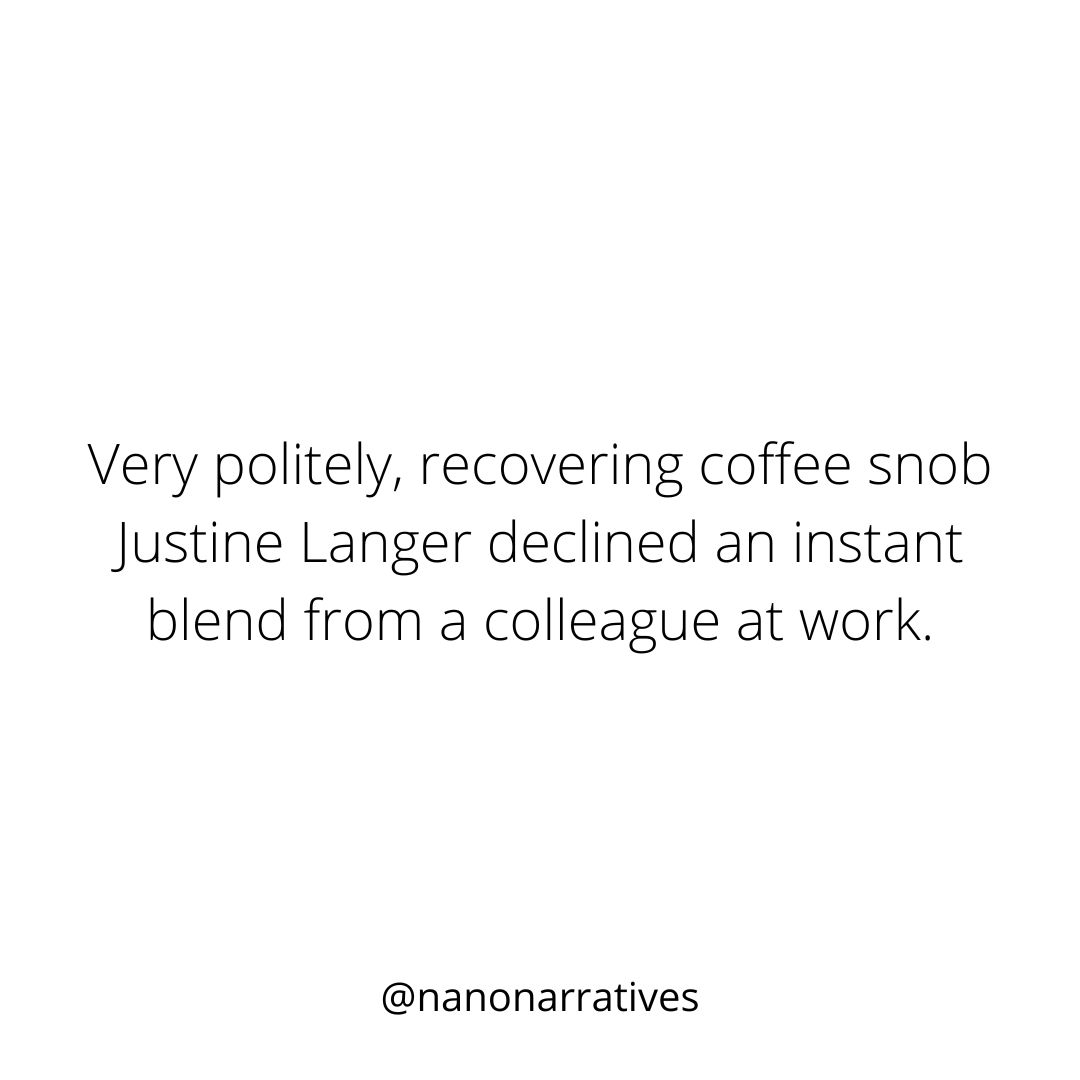 Very politely, recovering coffee snob
Justine Langer declined an instant
blend from a colleague at work.
@nanonarratives